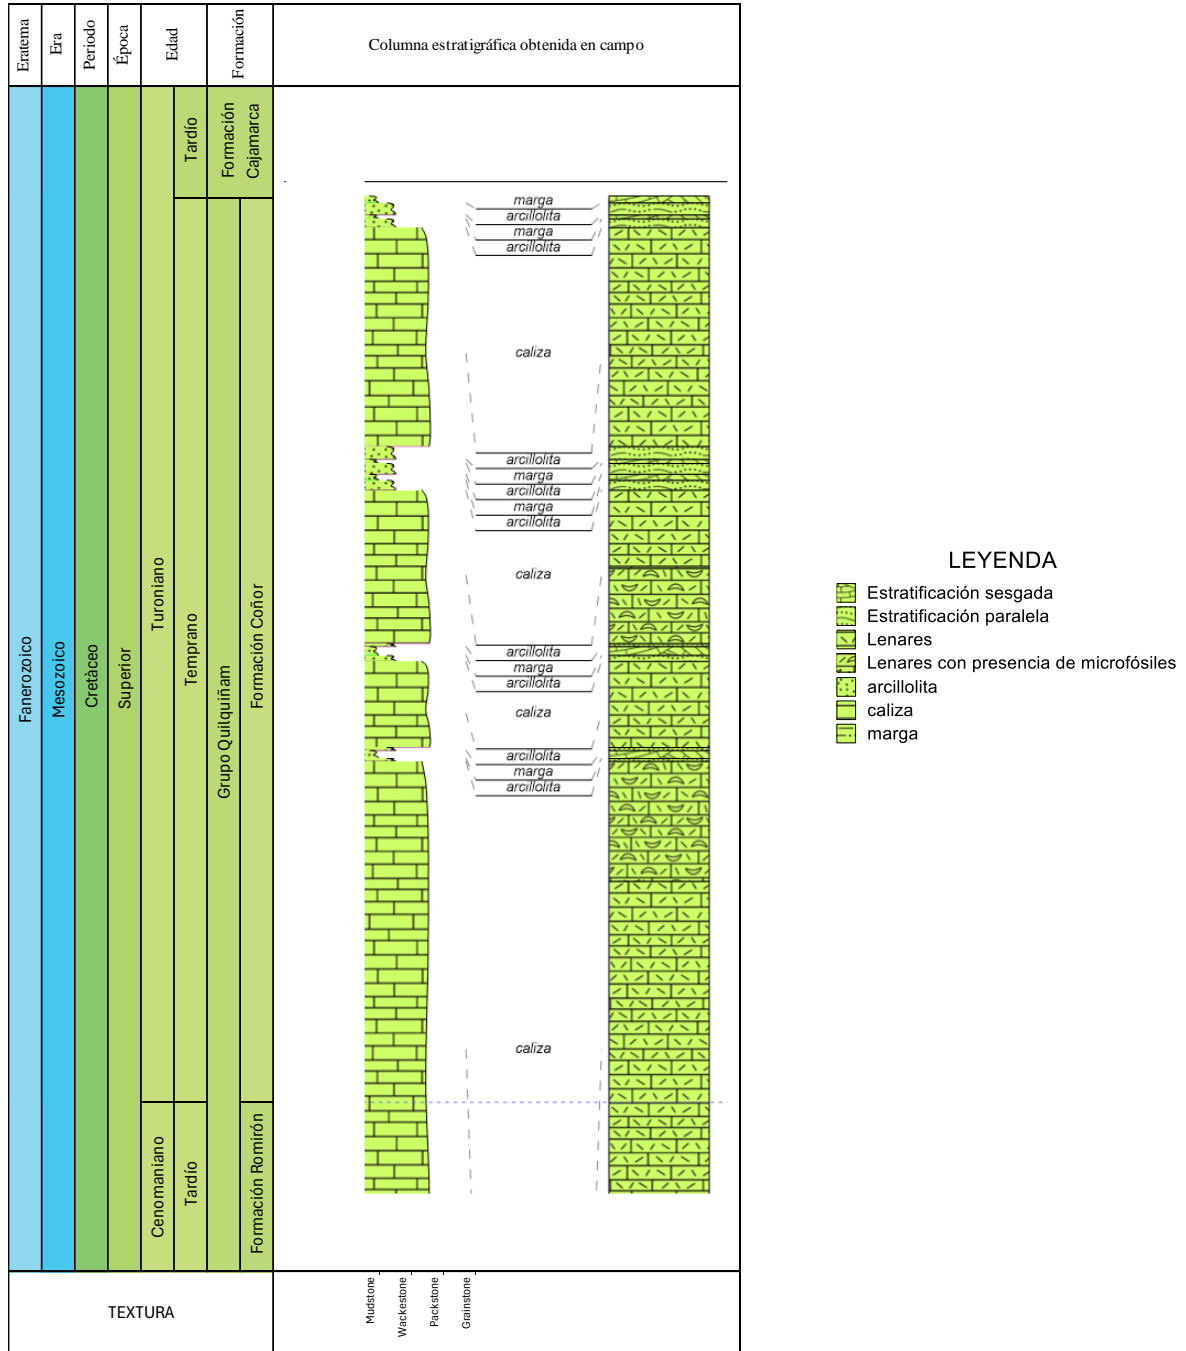 Eratema
Era
Periodo
Época
Edad
Formación
Columna estratigráfica obtenida en campo
Fanerozoico
Mesozoico
Cretàceo
Superior
Turoniano
Cenomaniano
Tardío
Temprano
Tardío
Formación
Cajamarca
Grupo Quilquiñam
Formación Coñor
Formación Romirón
marga
arcillolita
marga
arcillolita
caliza
arcillolita
marga
arcillolita
marga
arcillolita
caliza
arcillolita
marga
arcillolita
caliza
arcillolita
marga
arcillolita
caliza
LEYENDA
Estratificación sesgada
Estratificación paralela
Lenares
Lenares con presencia de microfósiles
arcillolita
caliza
marga
TEXTURA
Mudstone
Wackestone
Packstone
Grainstone